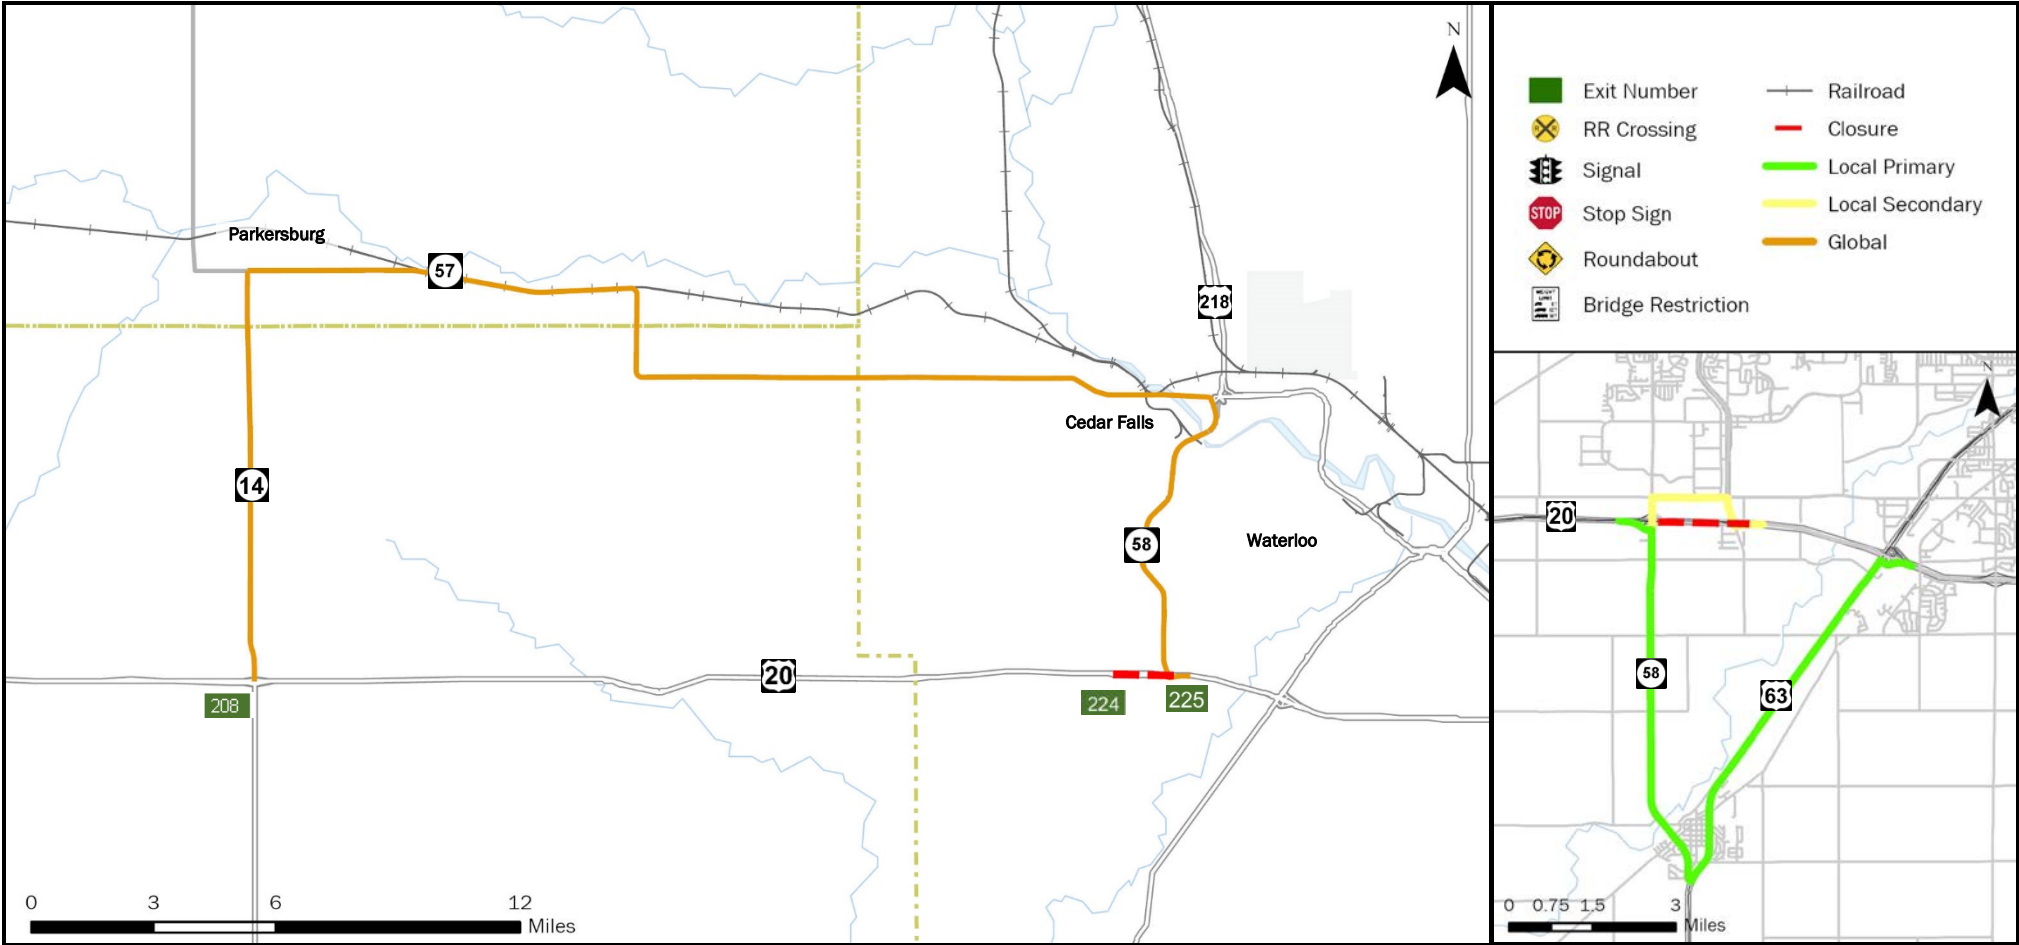 N
Parkersburg
57
218
Cedar Falls
14
58
Waterloo
20
208
224
225
0 3 6 12
Miles
Exit Number
RR Crossing
Signal
STOP
Stop Sign
Roundabout
Bridge Restriction
Railroad
Closure
Local Primary
Local Secondary
Global
N
20
58
63
0 0.75 1.5 3
Miles